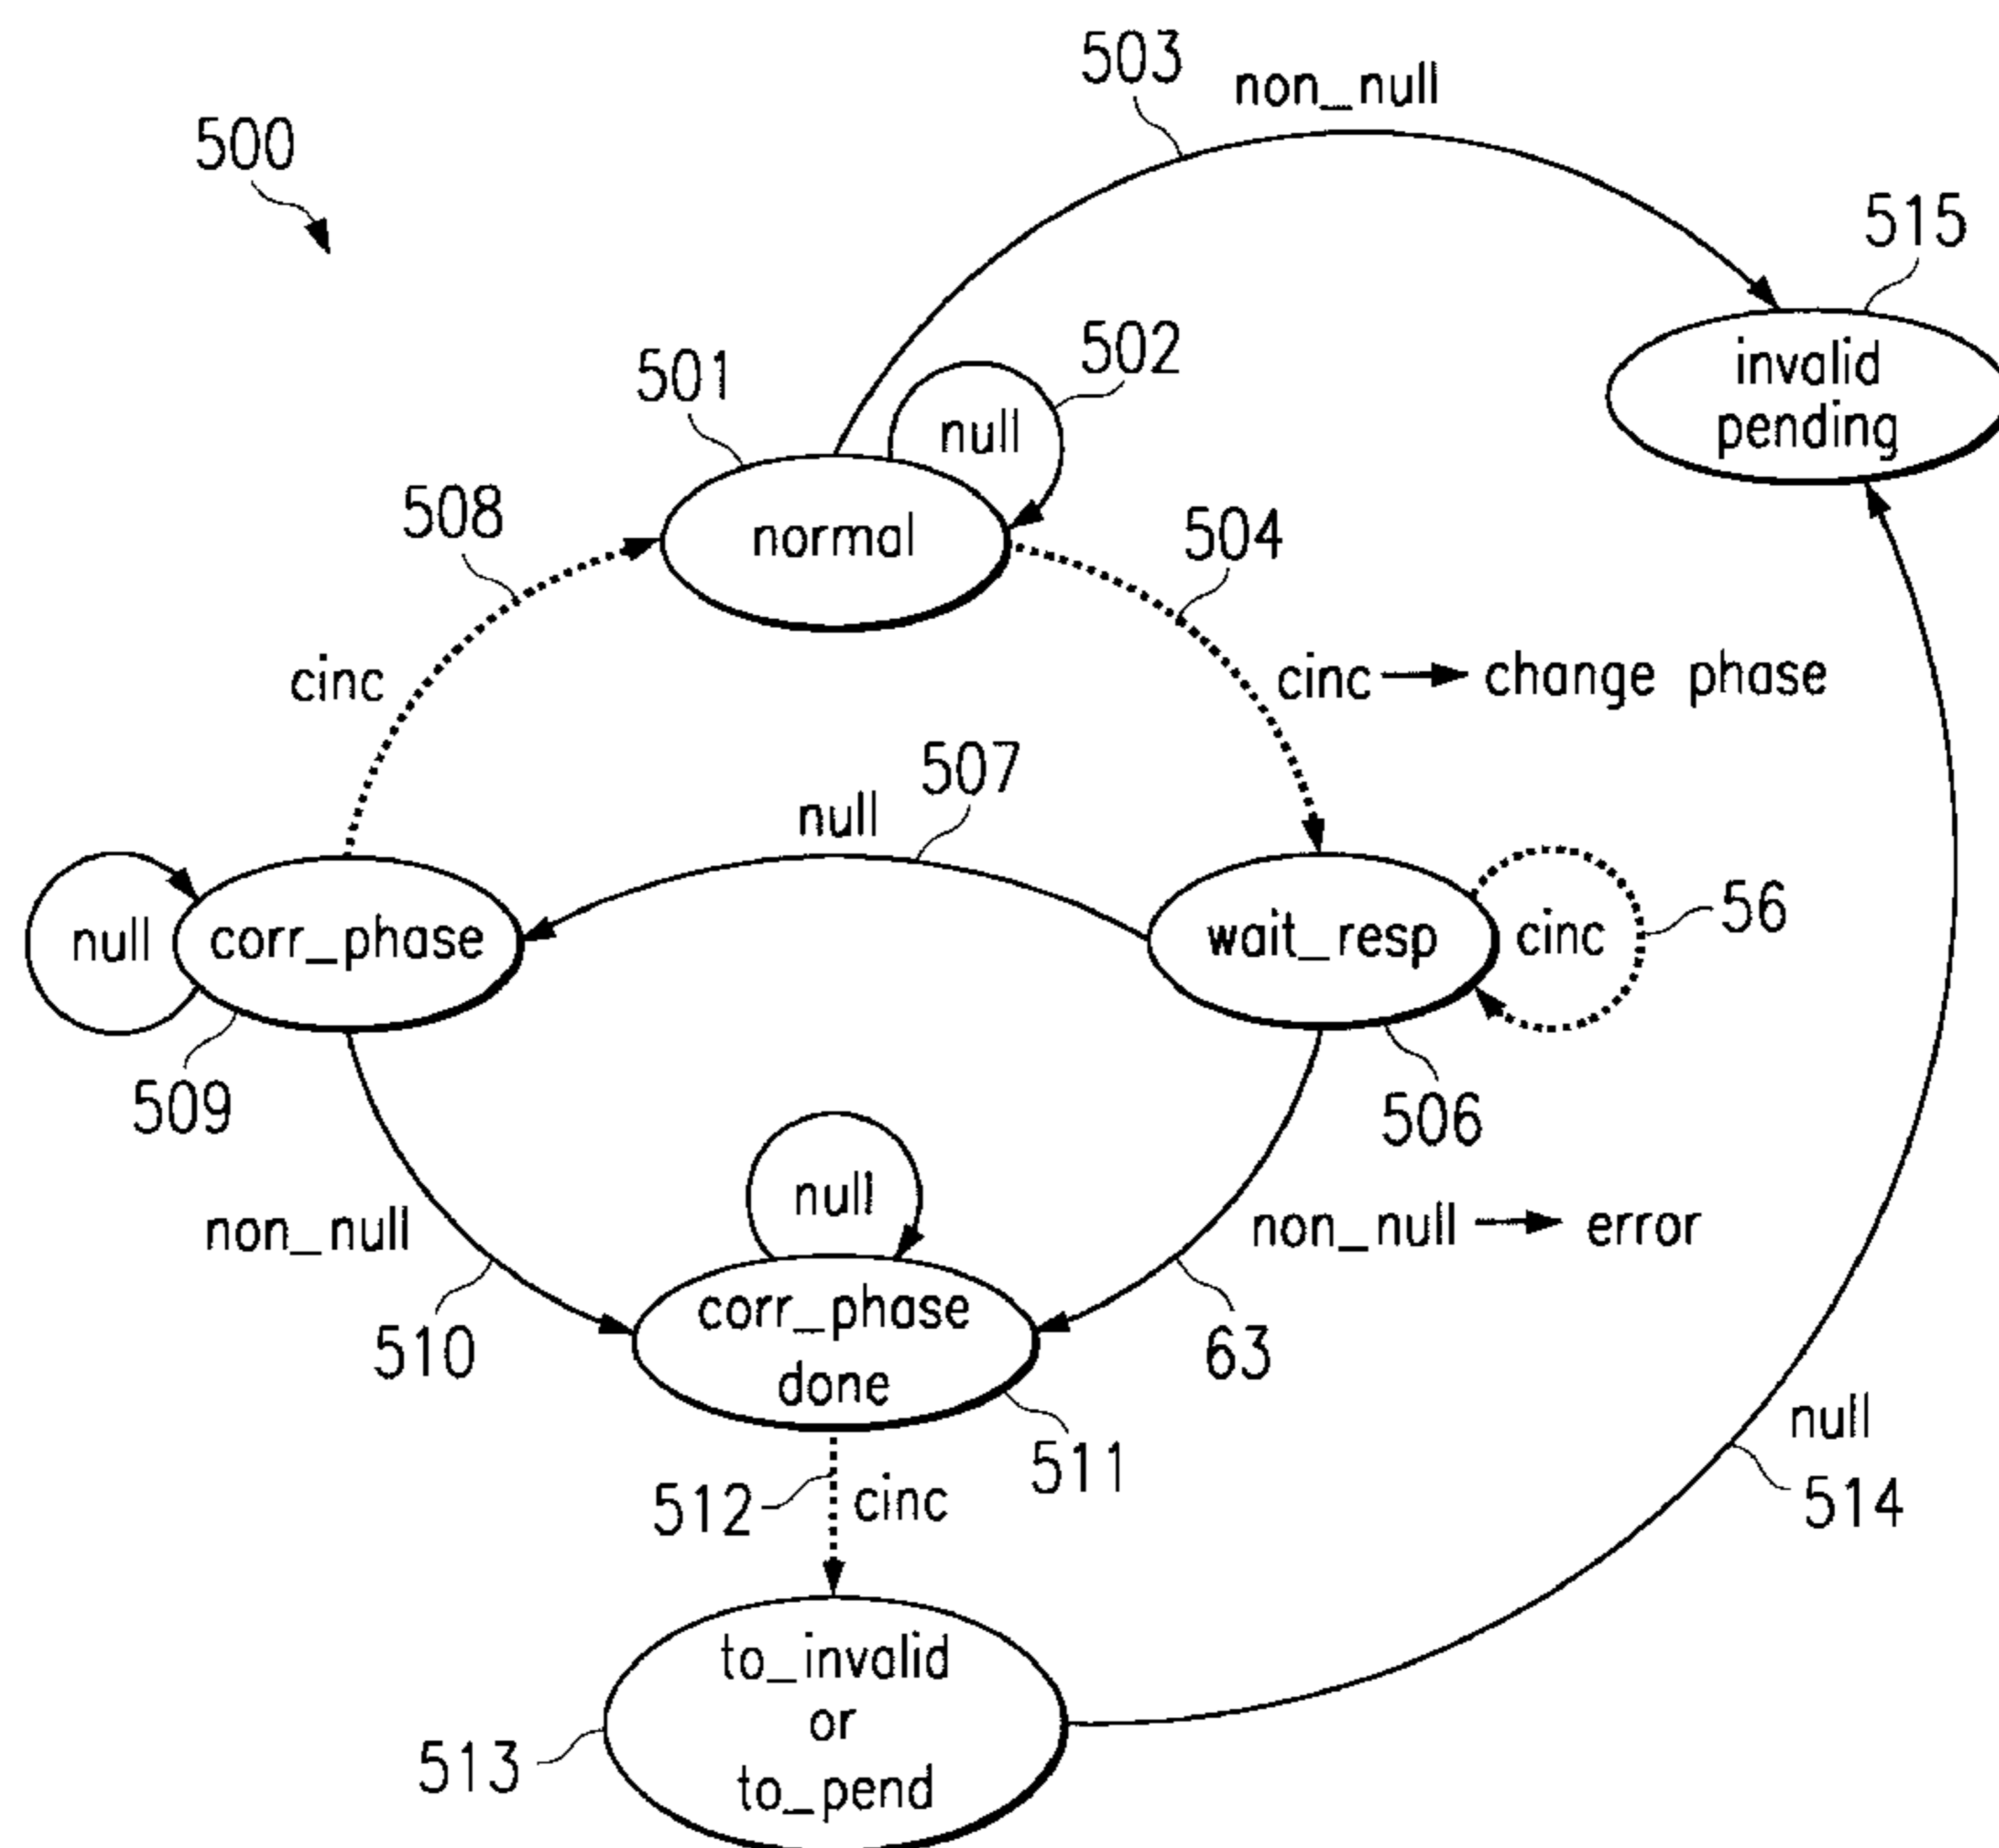 503
non_null
500
515
invalid
pending
501
502
null
normal
508
504
cinc
cinc → change phase
507
null
null
corr_phase
wait_resp
cinc
56
509
506
null
non_null
non_null → error
corr_phase
done
510
63
511
null
512
cinc
514
to_invalid
or
to_pend
513